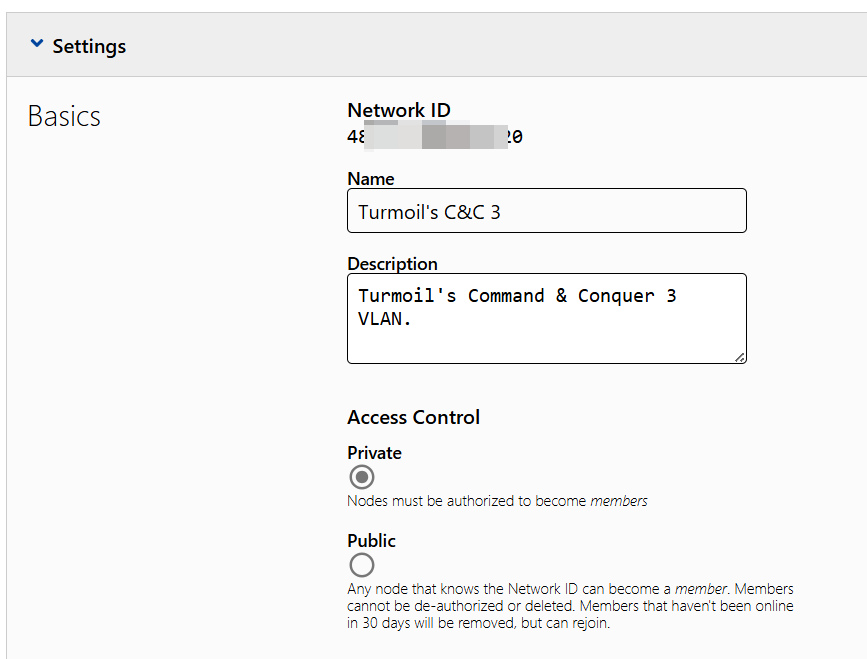 Settings
Basics
Network ID
48 20
Name
Turmoil's C&C 3
Description
Turmoil's Command & Conquer 3
VLAN.
Access Control
Private
Nodes must be authorized to become members
Public
Any node that knows the Network ID can become a member. Members
cannot be de-authorized or deleted. Members that haven't been online
in 30 days will be removed, but can rejoin.